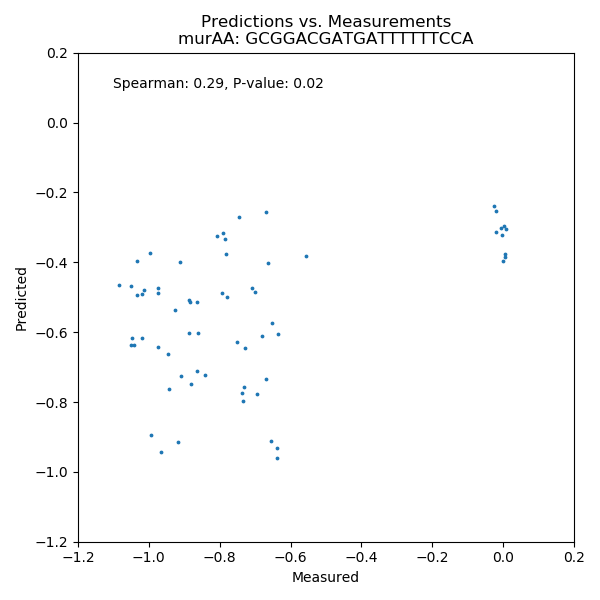 Predictions vs. Measurements
murAA: GCGGACGATGATTTTTTCCA
0.2
Spearman: 0.29, P-value: 0.02
0.0
−0.2
−0.4
−0.6
−0.8
−1.0
−1.2
Predicted
−1.2 −1.0 −0.8 −0.6 −0.4 −0.2 0.0 0.2
Measured